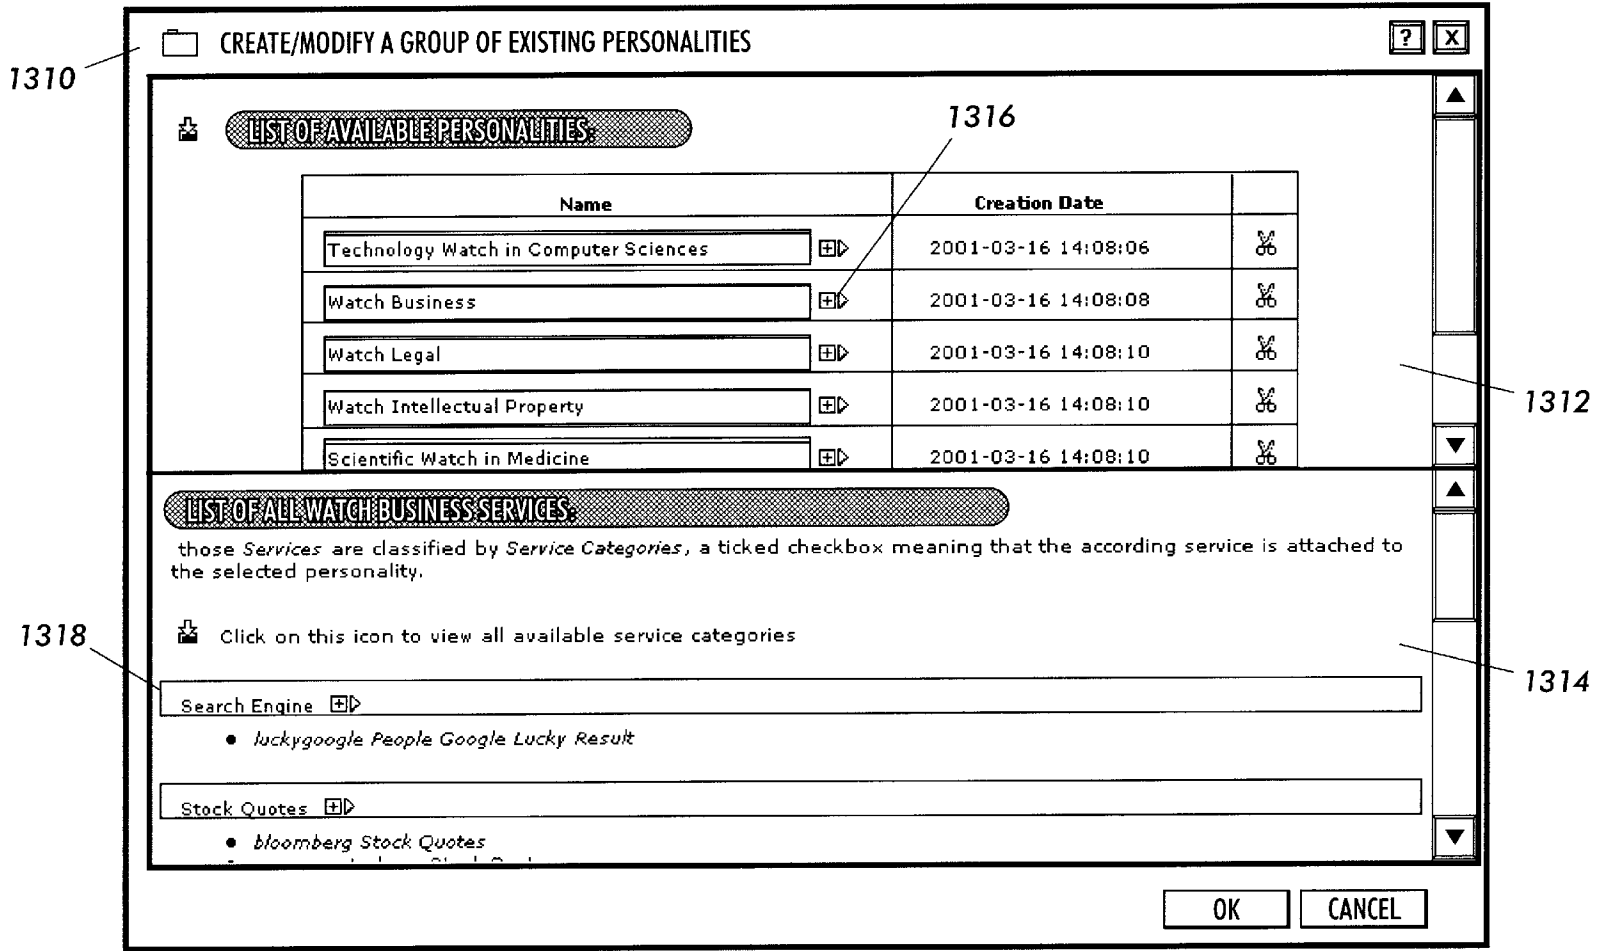 CREATE/MODIFY A GROUP OF EXISTING PERSONALITIES
? X
1310
LIST OF AVAILABLE PERSONALITIES:
1316
Name Creation Date
Technology Watch in Computer Sciences 2001-03-16 14:08:06
Watch Business 2001-03-16 14:08:08
Watch Legal 2001-03-16 14:08:10
1312
Watch Intellectual Property 2001-03-16 14:08:10
Scientific Watch in Medicine 2001-03-16 14:08:10
LIST OF ALL WATCH BUSINESS SERVICES:
those Services are classified by Service Categories, a ticked checkbox meaning that the according service is attached to
the selected personality.
1318
Click on this icon to view all available service categories
1314
Search Engine
• luckygoogle People Google Lucky Result
Stock Quotes
• bloomberg Stock Quotes
OK CANCEL